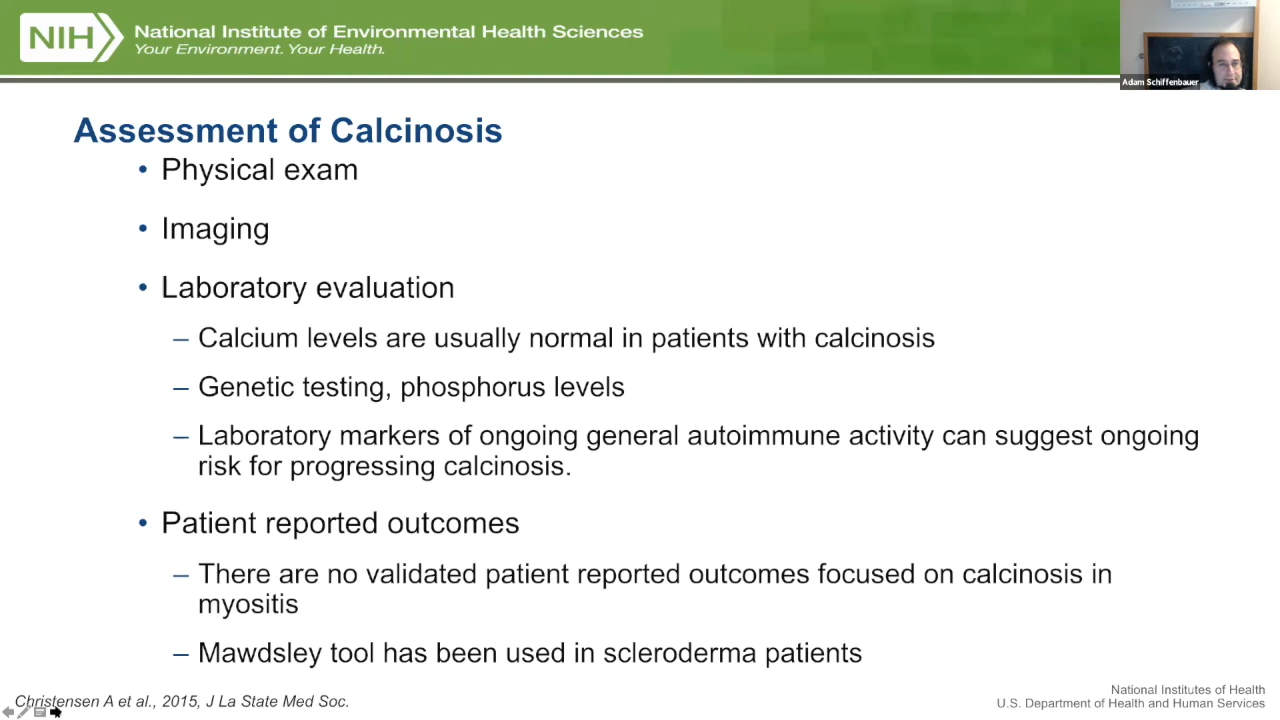 NIH
National Institute of Environmental Health Sciences
Your Environment. Your Health.
Adam Schiffenbauer
Assessment of Calcinosis
• Physical exam
• Imaging
• Laboratory evaluation
– Calcium levels are usually normal in patients with calcinosis
– Genetic testing, phosphorus levels
– Laboratory markers of ongoing general autoimmune activity can suggest ongoing
risk for progressing calcinosis.
• Patient reported outcomes
– There are no validated patient reported outcomes focused on calcinosis in
myositis
– Mawdsley tool has been used in scleroderma patients
Christensen A et al., 2015, J La State Med Soc.
National Institutes of Health
U.S. Department of Health and Human Services